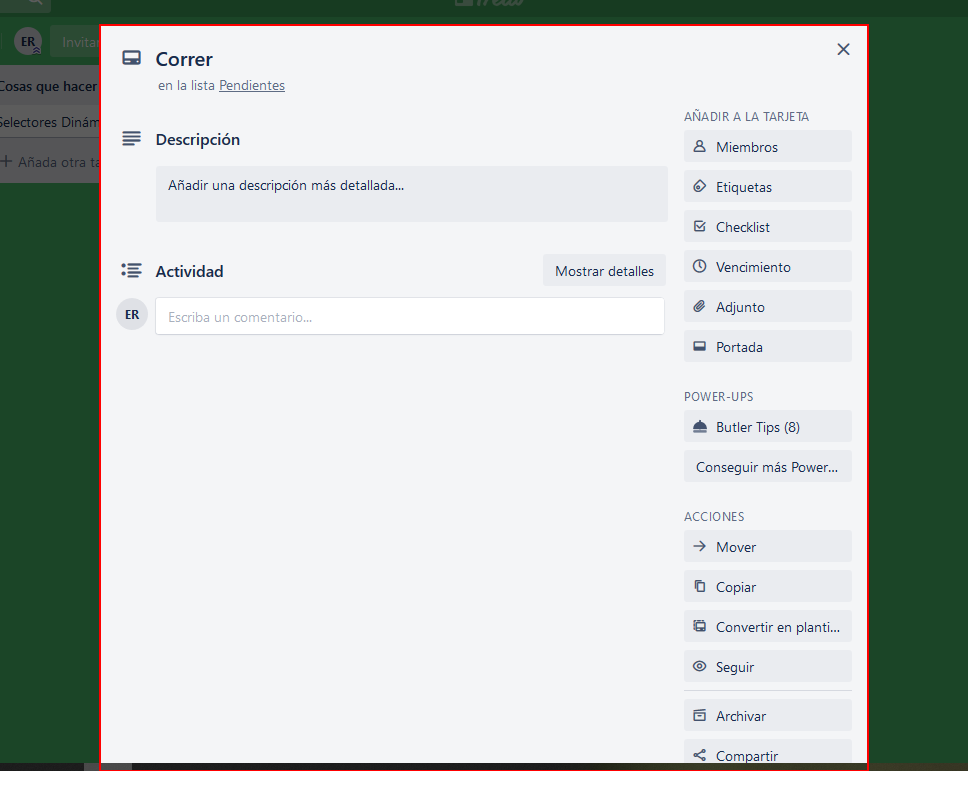 Trello
ER
Invitar
Cosas que hacer
Selectores Dinám
Añada otra ta
Correr
en la lista Pendientes
Descripción
Añadir una descripción más detallada...
Actividad
Mostrar detalles
ER
Escriba un comentario...
AÑADIR A LA TARJETA
Miembros
Etiquetas
Checklist
Vencimiento
Adjunto
Portada
POWER-UPS
Butler Tips (8)
Conseguir más Power...
ACCIONES
Mover
Copiar
Convertir en planti...
Seguir
Archivar
Compartir